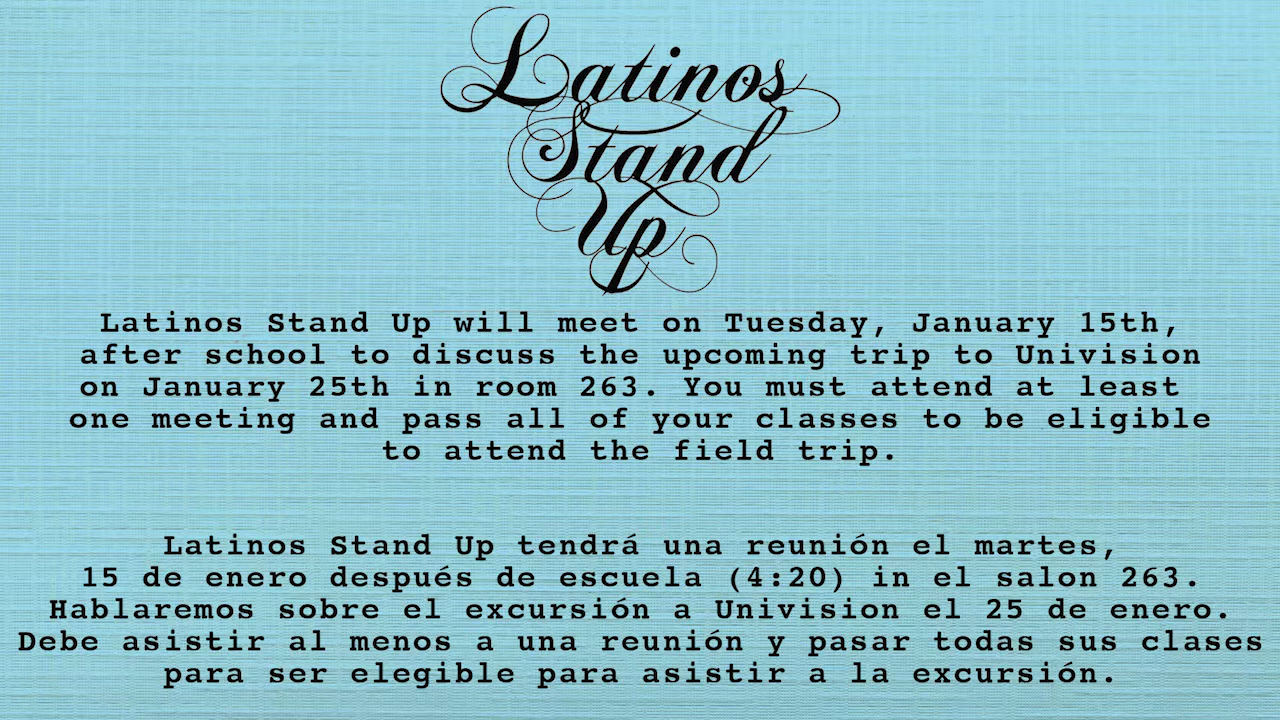 Latinos
Stand
Up
Latinos Stand Up will meet on Tuesday, January 15th,
after school to discuss the upcoming trip to Univision
on January 25th in room 263. You must attend at least
one meeting and pass all of your classes to be eligible
to attend the field trip.
Latinos Stand Up tendrá una reunión el martes,
15 de enero después de escuela (4:20) in el salon 263.
Hablaremos sobre el excursión a Univision el 25 de enero.
Debe asistir al menos a una reunión y pasar todas sus clases
para ser elegible para asistir a la excursión.